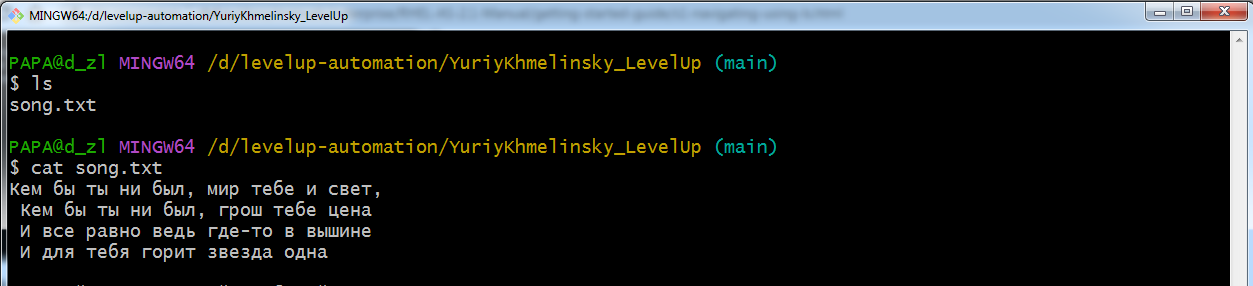 MINGW64:/d/levelup-automation/YuriyKhmelinsky_LevelUp
PAPA@d_zl MINGW64 /d/levelup-automation/YuriyKhmelinsky_LevelUp (main)
$ ls
song.txt
PAPA@d_zl MINGW64 /d/levelup-automation/YuriyKhmelinsky_LevelUp (main)
$ cat song.txt
Кем бы ты ни был, мир тебе и свет,
Кем бы ты ни был, грош тебе цена
И все равно ведь где-то в вышине
И для тебя горит звезда одна